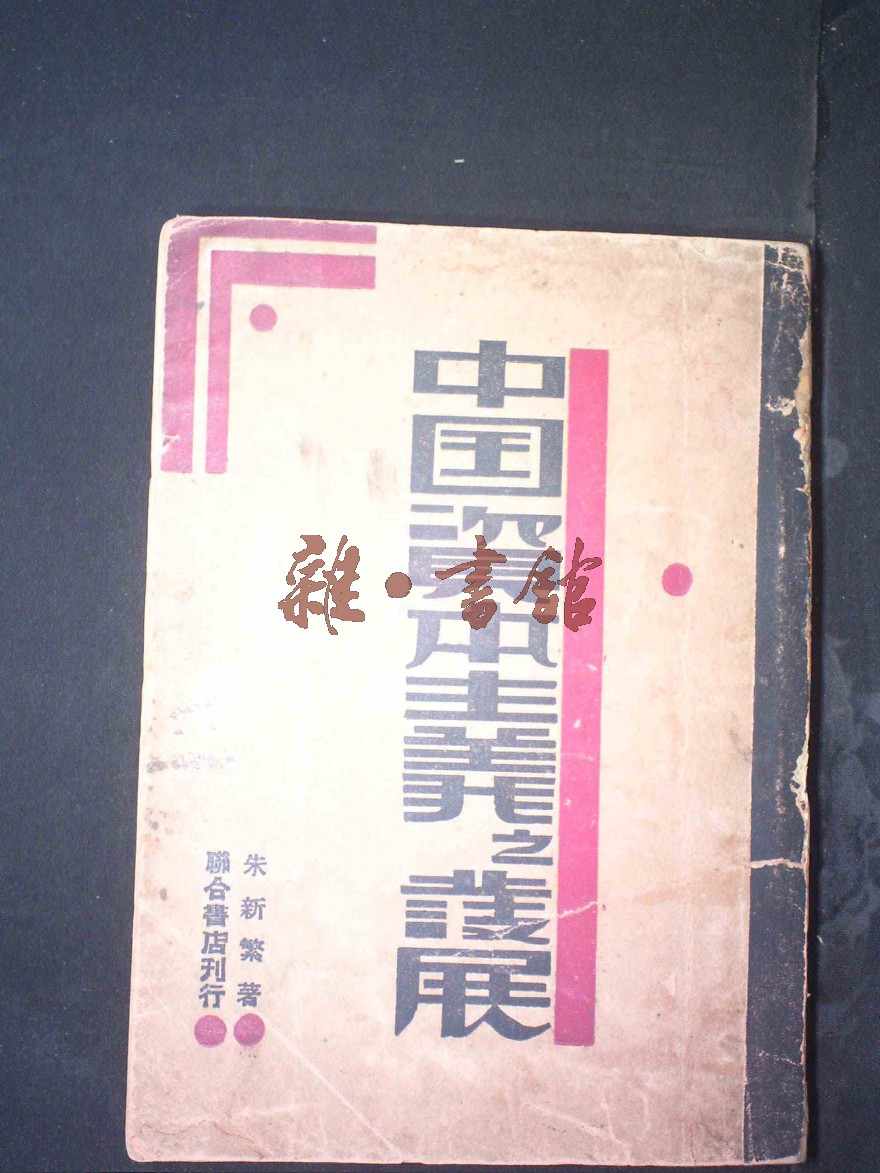 中国資本主義之發展
朱新繁著
聯合書店刊行
雜·書館